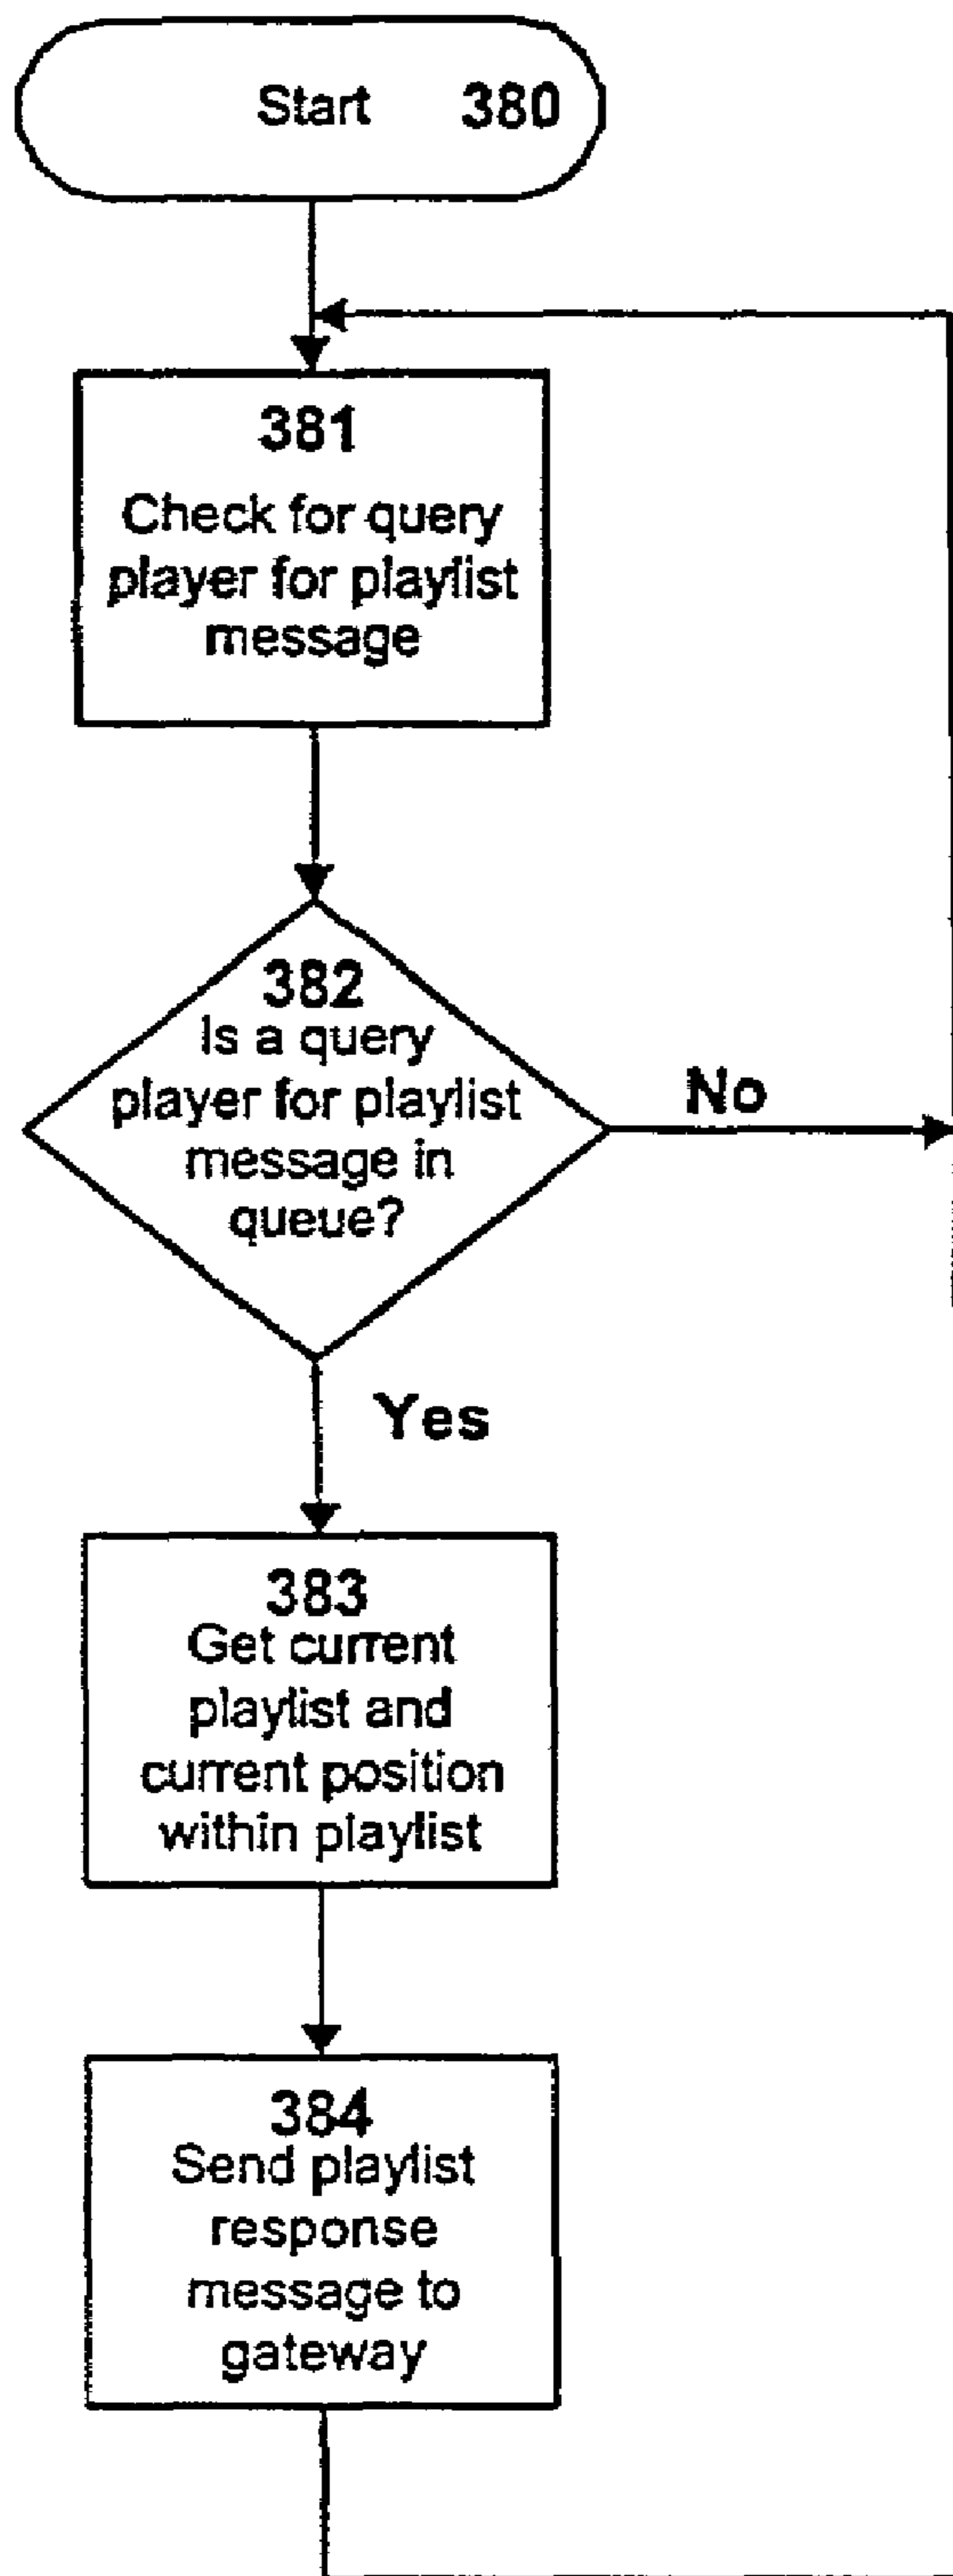 Start 380
381
Check for query
player for playlist
message
382
Is a query
player for playlist
message in
queue?
No
Yes
383
Get current
playlist and
current position
within playlist
384
Send playlist
response
message to
gateway